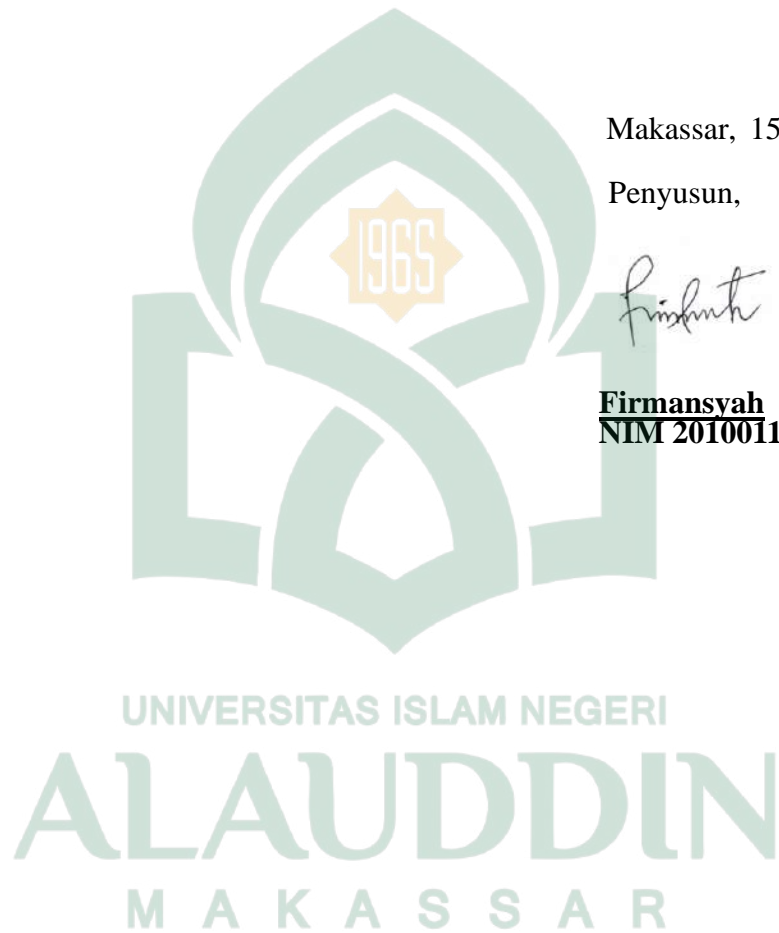 Makassar, 15
Penyusun,
1965
Firmansyah
NIM 2010011
UNIVERSITAS ISLAM NEGERI
ALAUDDIN
MAKASSAR